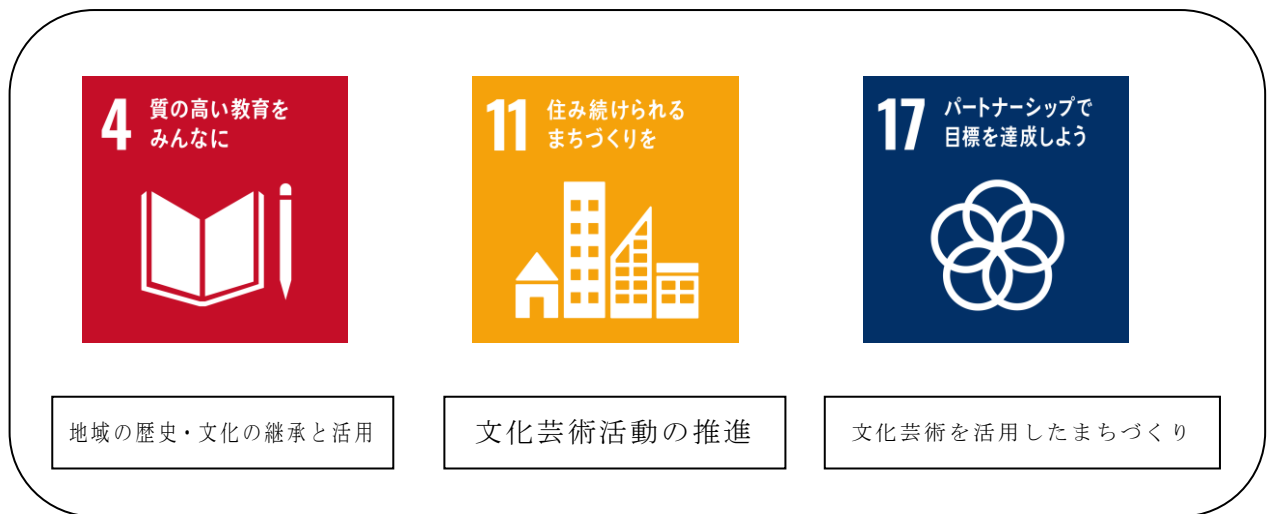 4 質の高い教育を
みんなに
11 住み続けられる
まちづくりを
17 パートナーシップで
目標を達成しよう
地域の歴史・文化の継承と活用
文化芸術活動の推進
文化芸術を活用したまちづくり